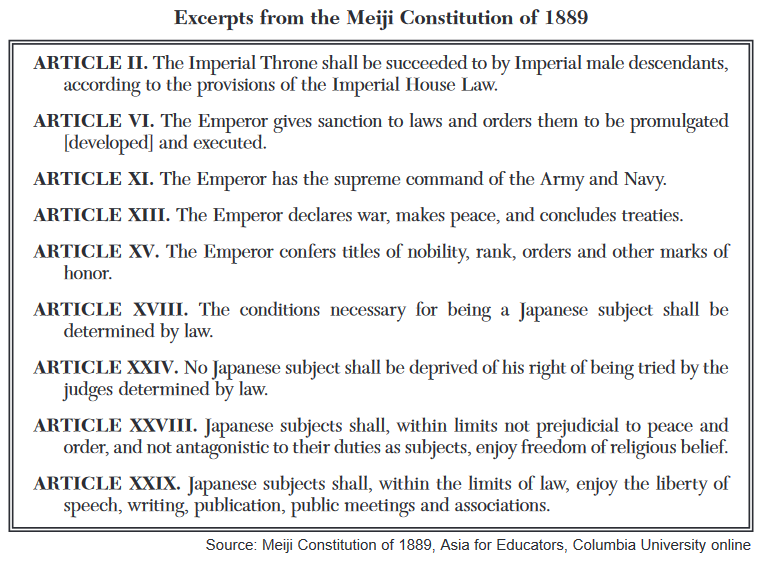 Excerpts from the Meiji Constitution of 1889
ARTICLE II. The Imperial Throne shall be succeeded to by Imperial male descendants,
according to the provisions of the Imperial House Law.
ARTICLE VI. The Emperor gives sanction to laws and orders them to be promulgated
[developed] and executed.
ARTICLE XI. The Emperor has the supreme command of the Army and Navy.
ARTICLE XIII. The Emperor declares war, makes peace, and concludes treaties.
ARTICLE XV. The Emperor confers titles of nobility, rank, orders and other marks of
honor.
ARTICLE XVIII. The conditions necessary for being a Japanese subject shall be
determined by law.
ARTICLE XXIV. No Japanese subject shall be deprived of his right of being tried by the
judges determined by law.
ARTICLE XXVIII. Japanese subjects shall, within limits not prejudicial to peace and
order, and not antagonistic to their duties as subjects, enjoy freedom of religious belief.
ARTICLE XXIX. Japanese subjects shall, within the limits of law, enjoy the liberty of
speech, writing, publication, public meetings and associations.
Source: Meiji Constitution of 1889, Asia for Educators, Columbia University online